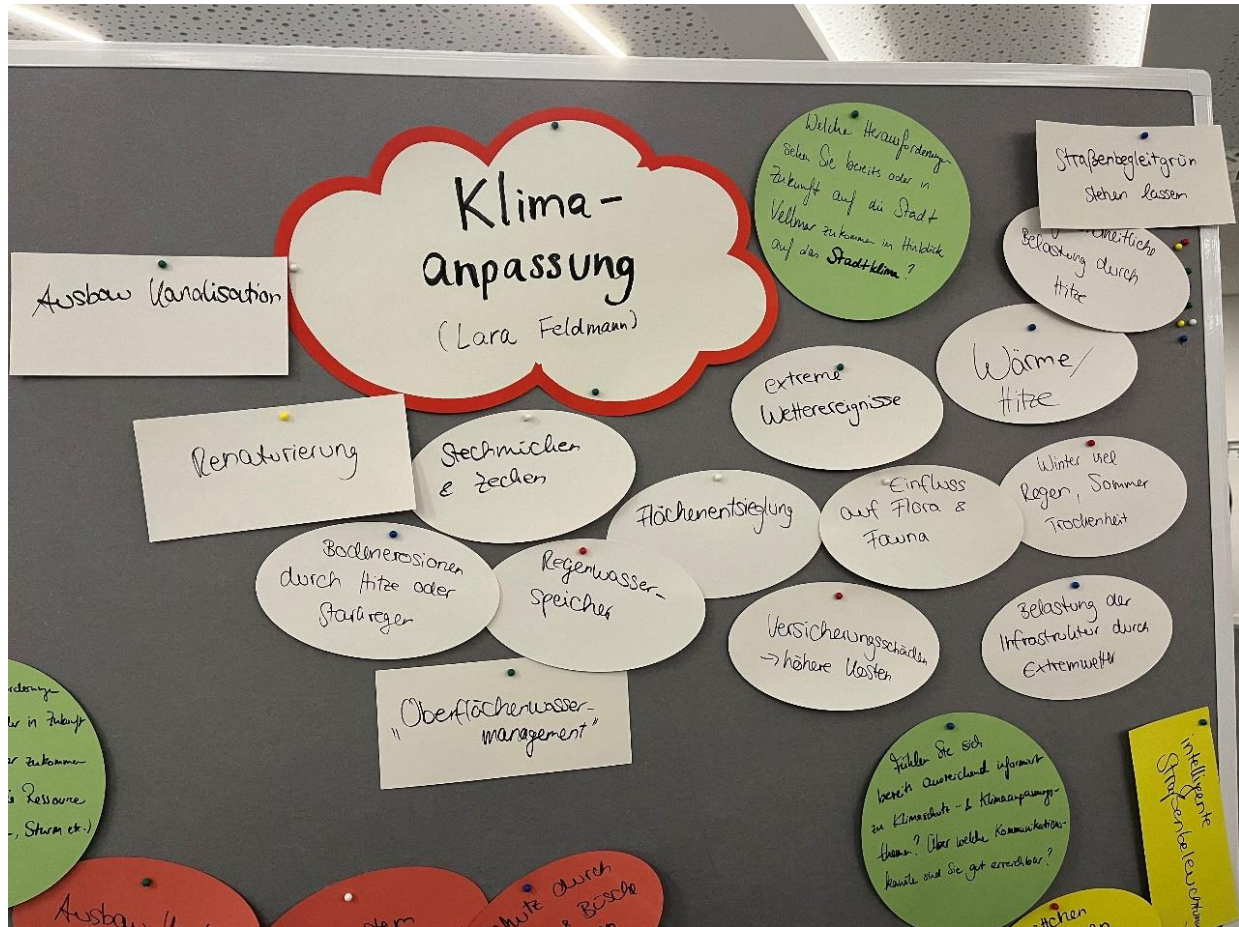 Klima-
anpassung
(Lara Feldmann)
Welche Herausforderungen
sehen Sie bereits oder in
Zukunft auf die Stadt
Vellmar zukommen im Hinblick
auf das Stadtklima?
Straßenbegleitgrün
stehen lassen
Belastung durch
Hitze
Ausbau Kanalisation
Wärme/
Hitze
extreme
Wetterereignisse
Renaturierung
Stechmücken
& Zecken
Flächenentsieglung
Einfluss
auf Flora &
Fauna
Winter viel
Regen, Sommer
Trockenheit
Bodenerosionen
durch Hitze oder
Starkregen
Regenwasser-
speicher
Versicherungsschäden
→ höhere Kosten
Belastung der
Infrastruktur durch
Extremwetter
"Oberflächenwasser-
management"
in Zukunft
zukommen
Ressource
Sturm etc.)
Fühlen Sie sich
bereits ausreichend informiert
zu Klimaschutz- & Klimaanpassungs-
themen? Über welche Kommunikations-
kanäle sind Sie gut erreichbar?
intelligente
Straßenbeleuchtung
Ausbau
durch
& Büsche